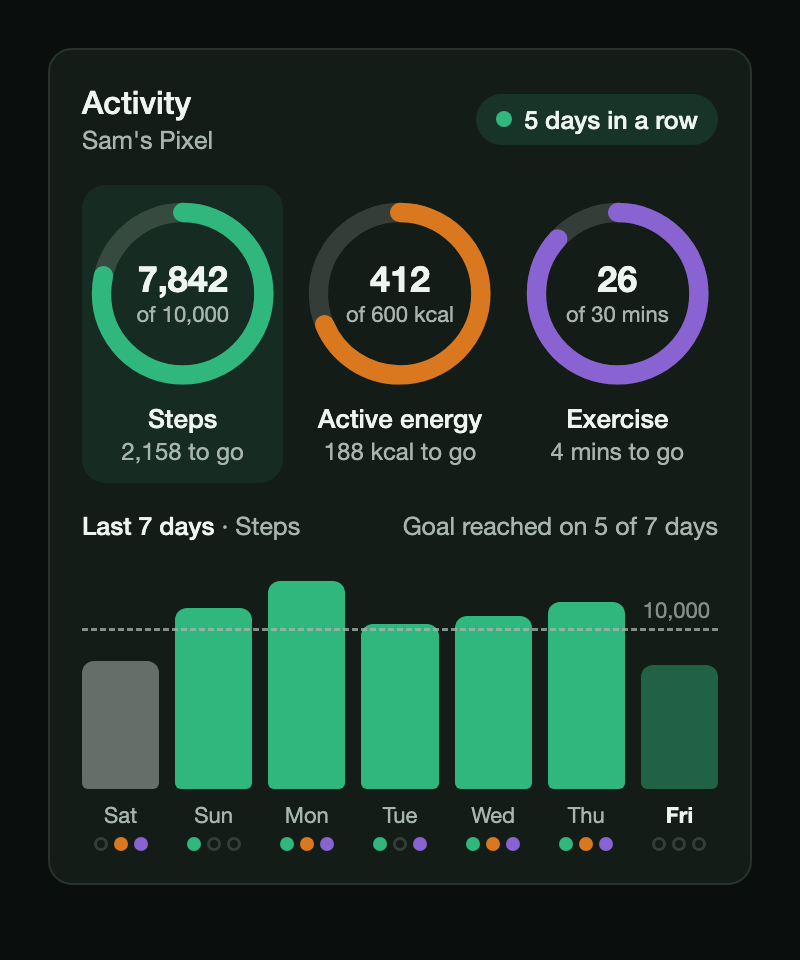 Activity
Sam's Pixel
5 days in a row
7,842
of 10,000
Steps
2,158 to go
412
of 600 kcal
Active energy
188 kcal to go
26
of 30 mins
Exercise
4 mins to go
Last 7 days · Steps
Goal reached on 5 of 7 days
10,000
Sat
Sun
Mon
Tue
Wed
Thu
Fri